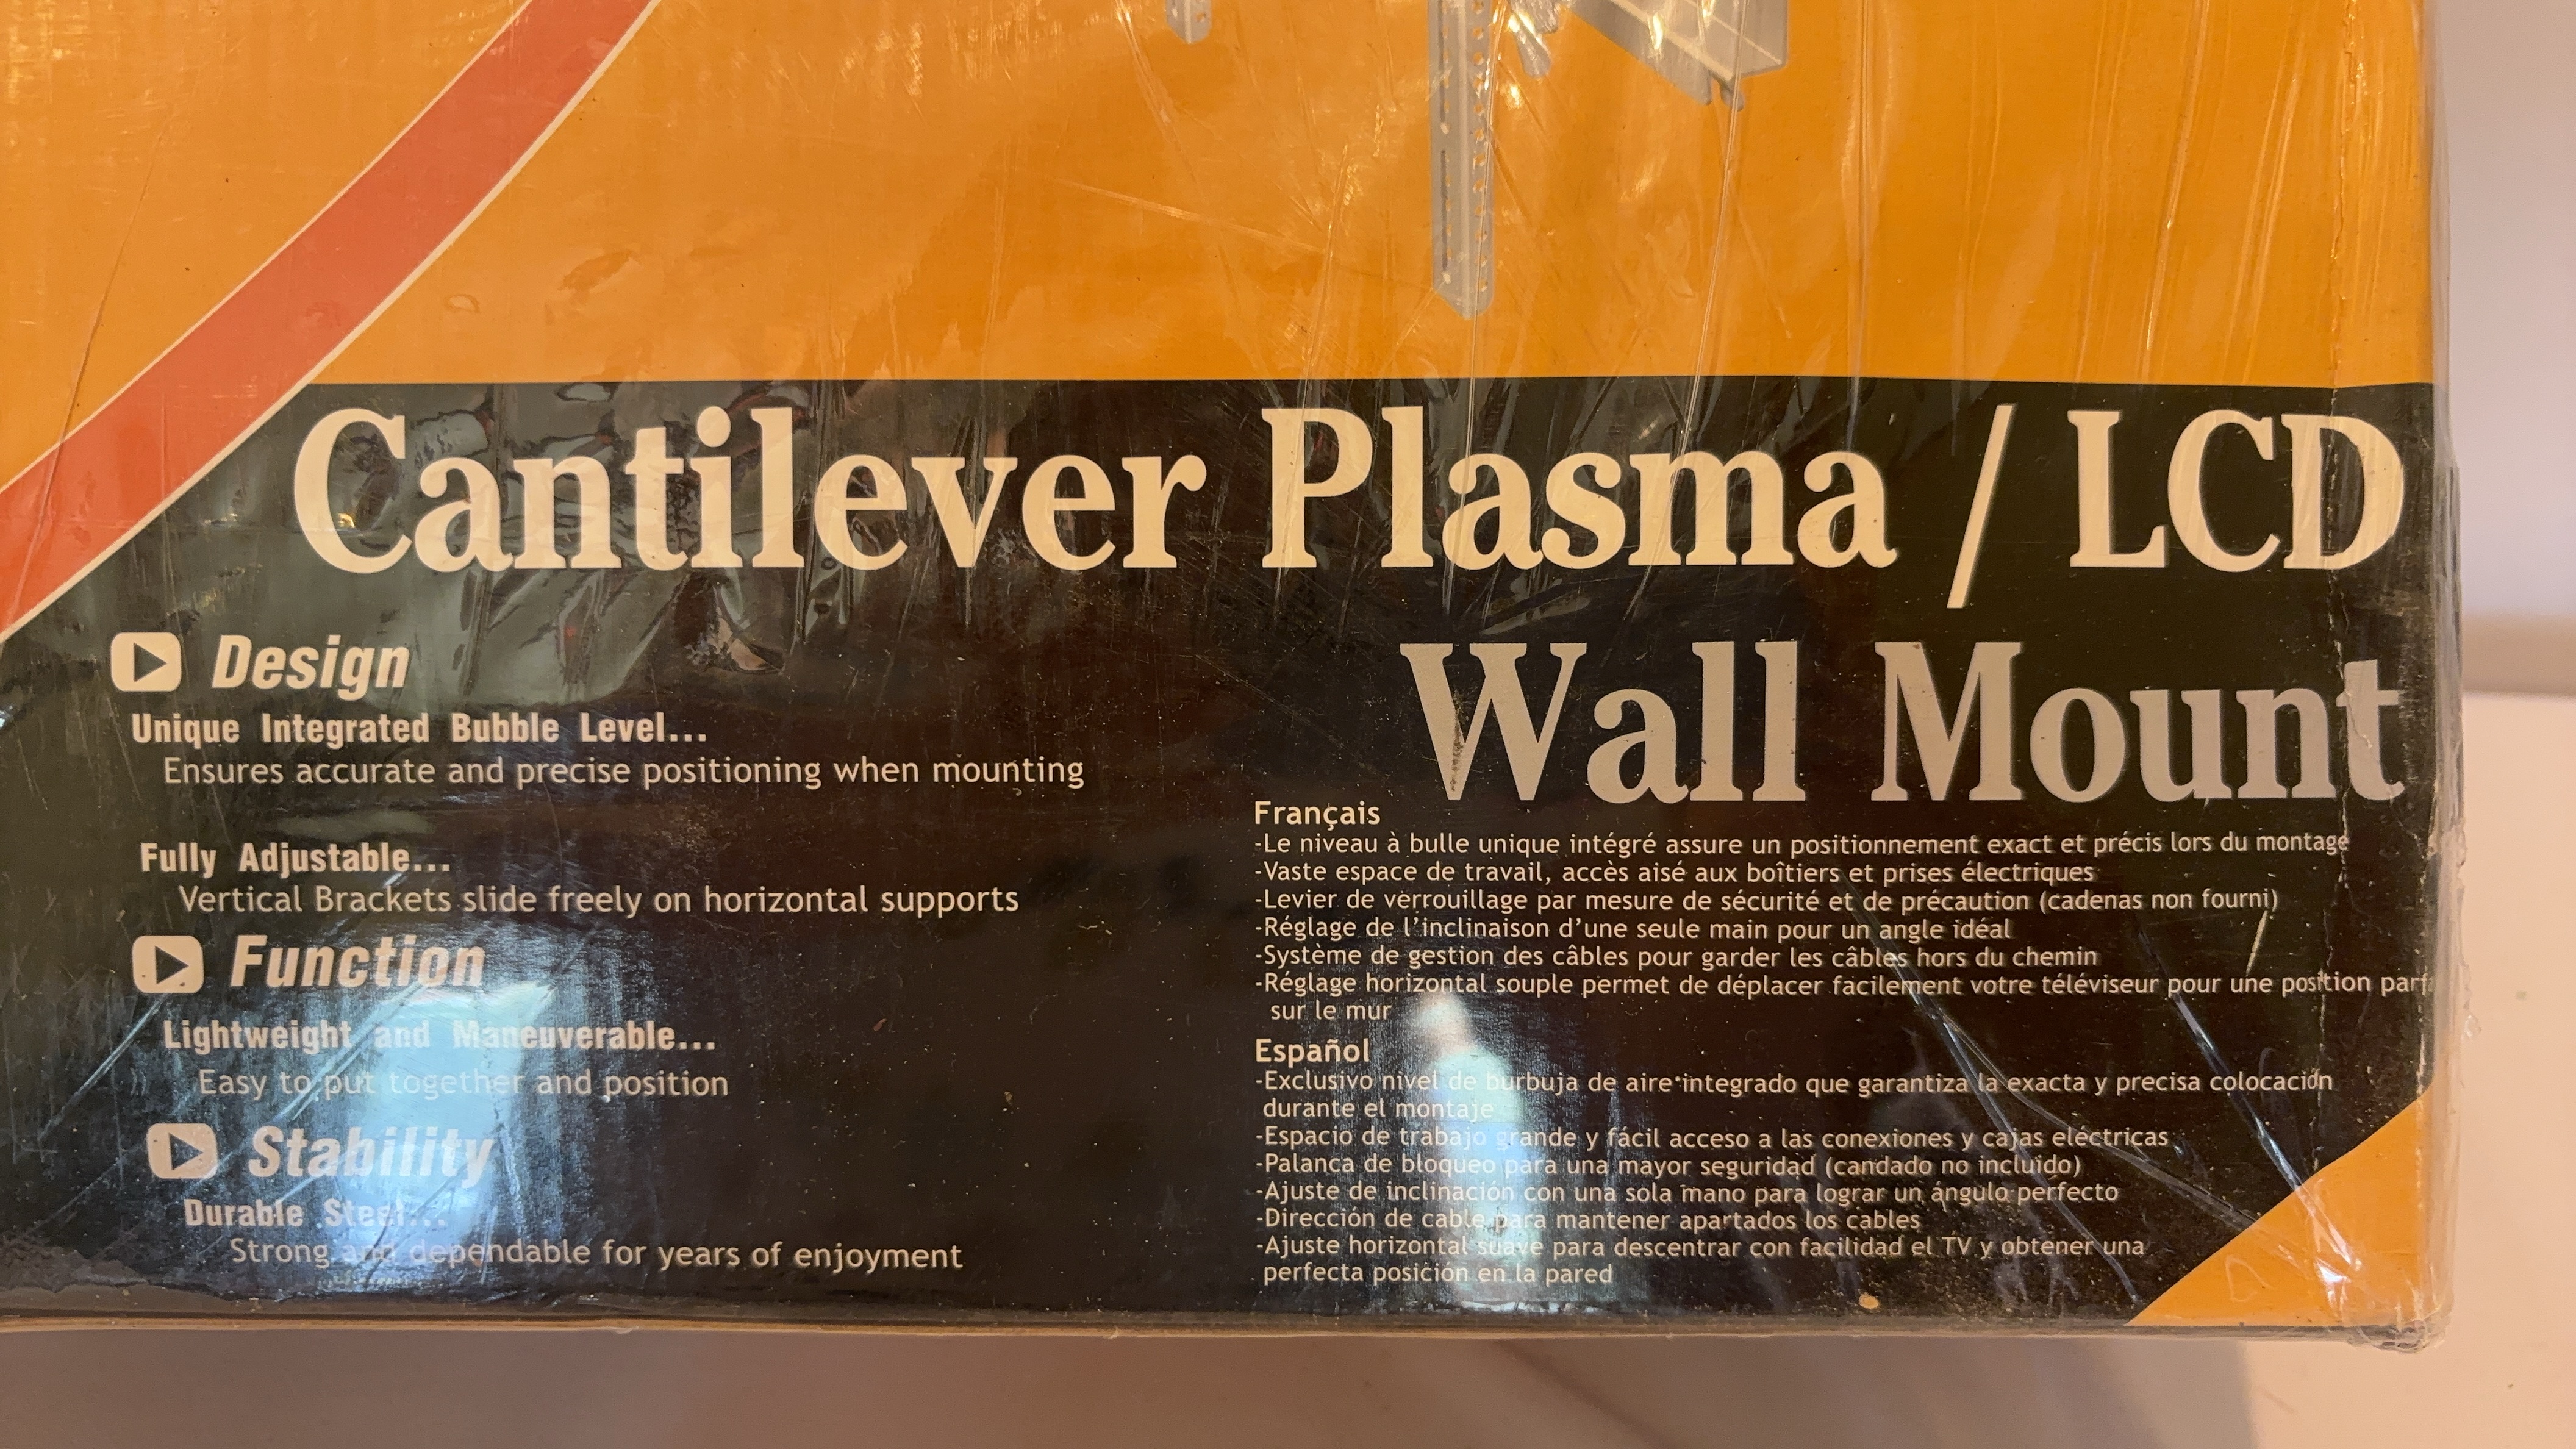 Cantilever Plasma / LCD
Wall Mount
Design
Unique Integrated Bubble Level...
Ensures accurate and precise positioning when mounting
Fully Adjustable...
Vertical Brackets slide freely on horizontal supports
Function
Lightweight and Maneuverable...
Easy to put together and position
Stability
Durable Steel...
Strong and dependable for years of enjoyment
Français
-Le niveau à bulle unique intégré assure un positionnement exact et précis lors du montage
-Vaste espace de travail, accès aisé aux boîtiers et prises électriques
-Levier de verrouillage par mesure de sécurité et de précaution (cadenas non fourni)
-Réglage de l'inclinaison d'une seule main pour un angle idéal
-Système de gestion des câbles pour garder les câbles hors du chemin
-Réglage horizontal souple permet de déplacer facilement votre téléviseur pour une position
sur le mur
Español
-Exclusivo nivel de burbuja de aire integrado que garantiza la exacta y precisa colocación
durante el montaje
-Espacio de trabajo grande y fácil acceso a las conexiones y cajas eléctricas
-Palanca de bloqueo para una mayor seguridad (candado no incluido)
-Ajuste de inclinación con una sola mano para lograr un ángulo perfecto
-Dirección de cable para mantener apartados los cables
-Ajuste horizontal suave para descentrar con facilidad el TV y obtener una
perfecta posición en la pared